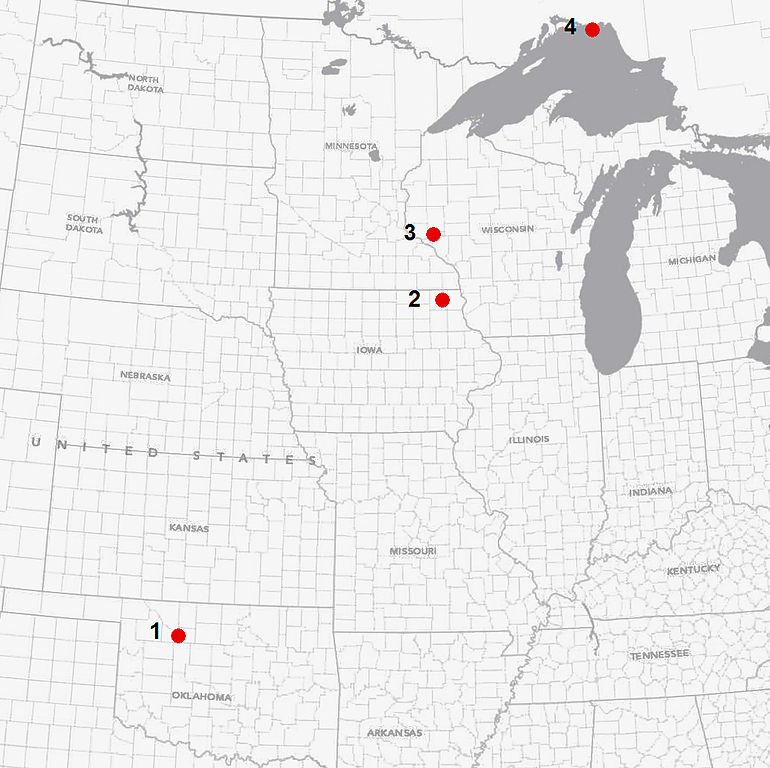 4
NORTH
DAKOTA
MINNESOTA
SOUTH
DAKOTA
3
WISCONSIN
MICHIGAN
2
IOWA
NEBRASKA
UNITED STATES
ILLINOIS
INDIANA
KANSAS
MISSOURI
KENTUCKY
1
TENNESSEE
OKLAHOMA
ARKANSAS